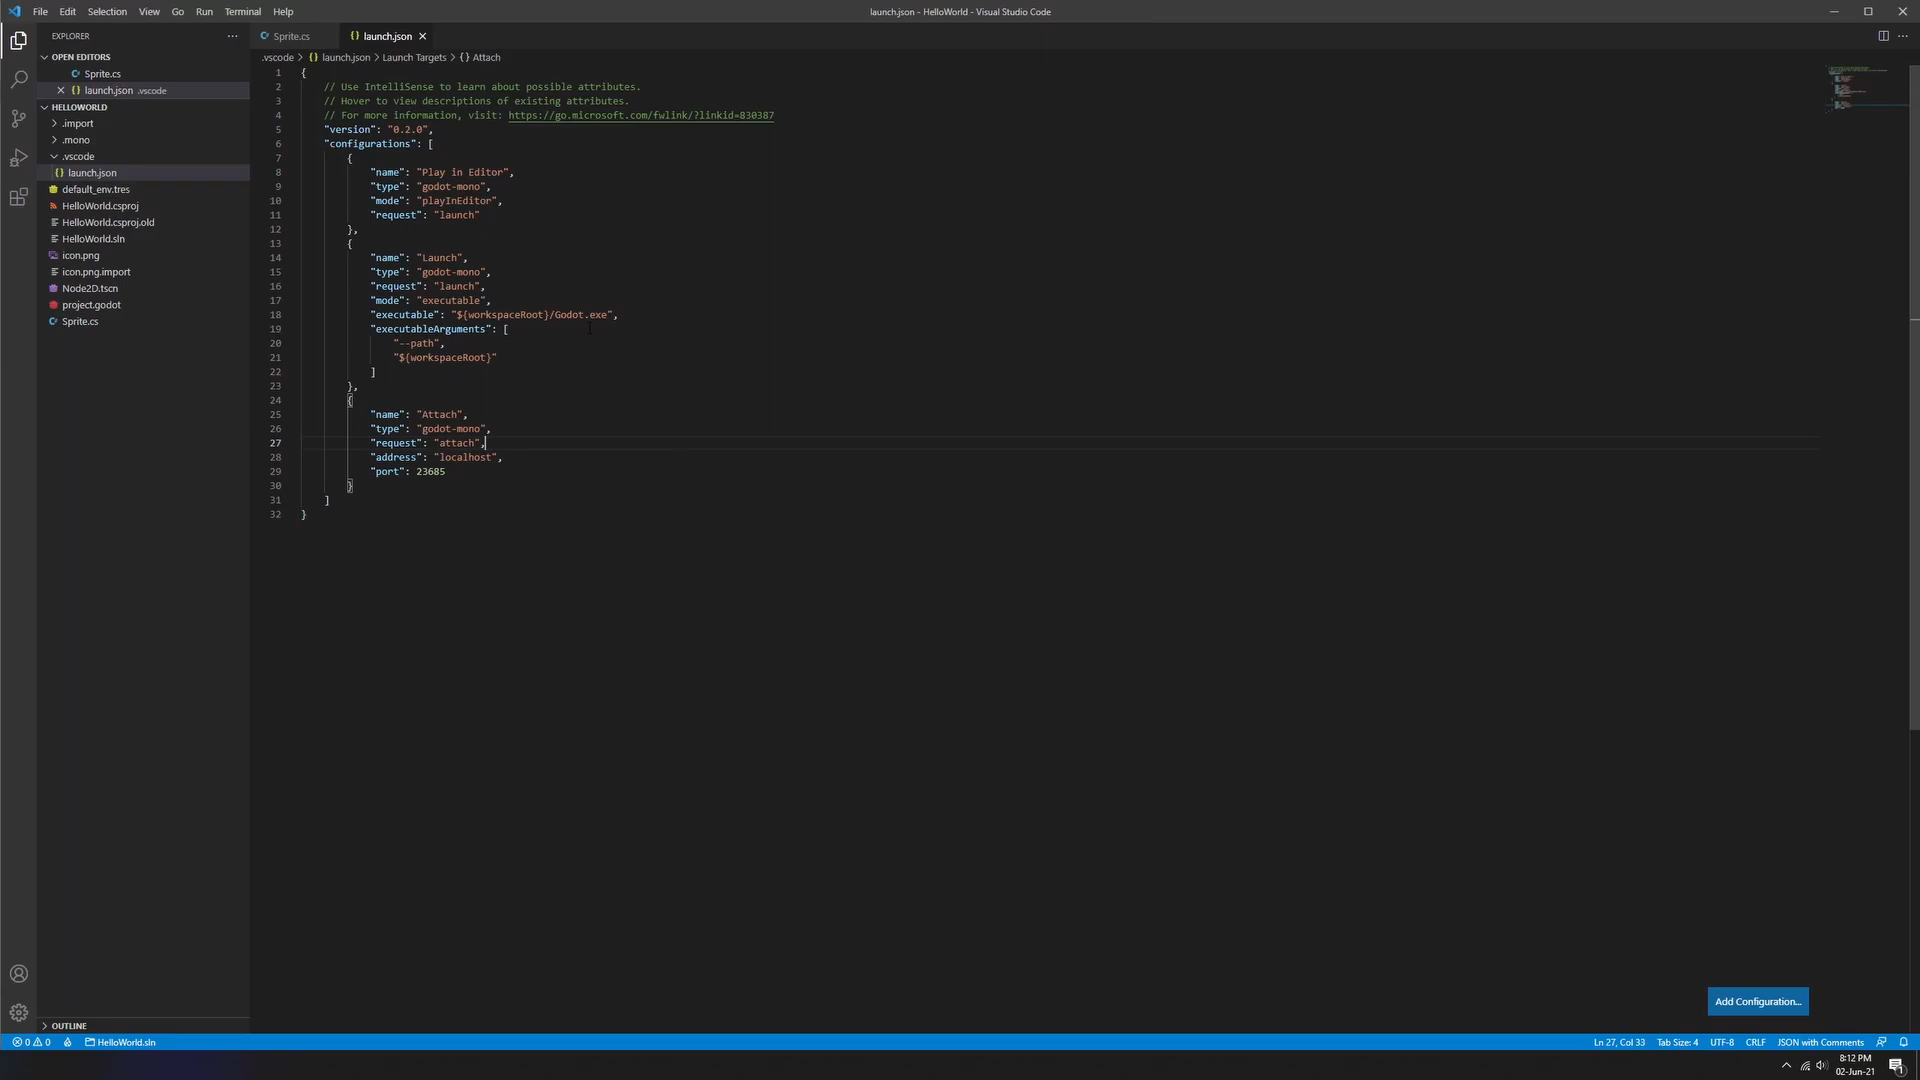 File Edit Selection View Go Run Terminal Help
launch.json - HelloWorld - Visual Studio Code
EXPLORER
OPEN EDITORS
Sprite.cs
launch.json .vscode
HELLOWORLD
.import
.mono
.vscode
launch.json
default_env.tres
HelloWorld.csproj
HelloWorld.csproj.old
HelloWorld.sln
icon.png
icon.png.import
Node2D.tscn
project.godot
Sprite.cs
OUTLINE
Sprite.cs
launch.json
.vscode > {} launch.json > Launch Targets > {} Attach
1 {
2 // Use IntelliSense to learn about possible attributes.
3 // Hover to view descriptions of existing attributes.
4 // For more information, visit: https://go.microsoft.com/fwlink/?linkid=830387
5 "version": "0.2.0",
6 "configurations": [
7 {
8 "name": "Play in Editor",
9 "type": "godot-mono",
10 "mode": "playInEditor",
11 "request": "launch"
12 },
13 {
14 "name": "Launch",
15 "type": "godot-mono",
16 "request": "launch",
17 "mode": "executable",
18 "executable": "${workspaceRoot}/Godot.exe",
19 "executableArguments": [
20 "--path",
21 "${workspaceRoot}"
22 ]
23 },
24 {
25 "name": "Attach",
26 "type": "godot-mono",
27 "request": "attach",
28 "address": "localhost",
29 "port": 23685
30 }
31 ]
32 }
Add Configuration...
0 0 HelloWorld.sln
Ln 27, Col 33 Tab Size: 4 UTF-8 CRLF JSON with Comments
8:12 PM
02-Jun-21
1